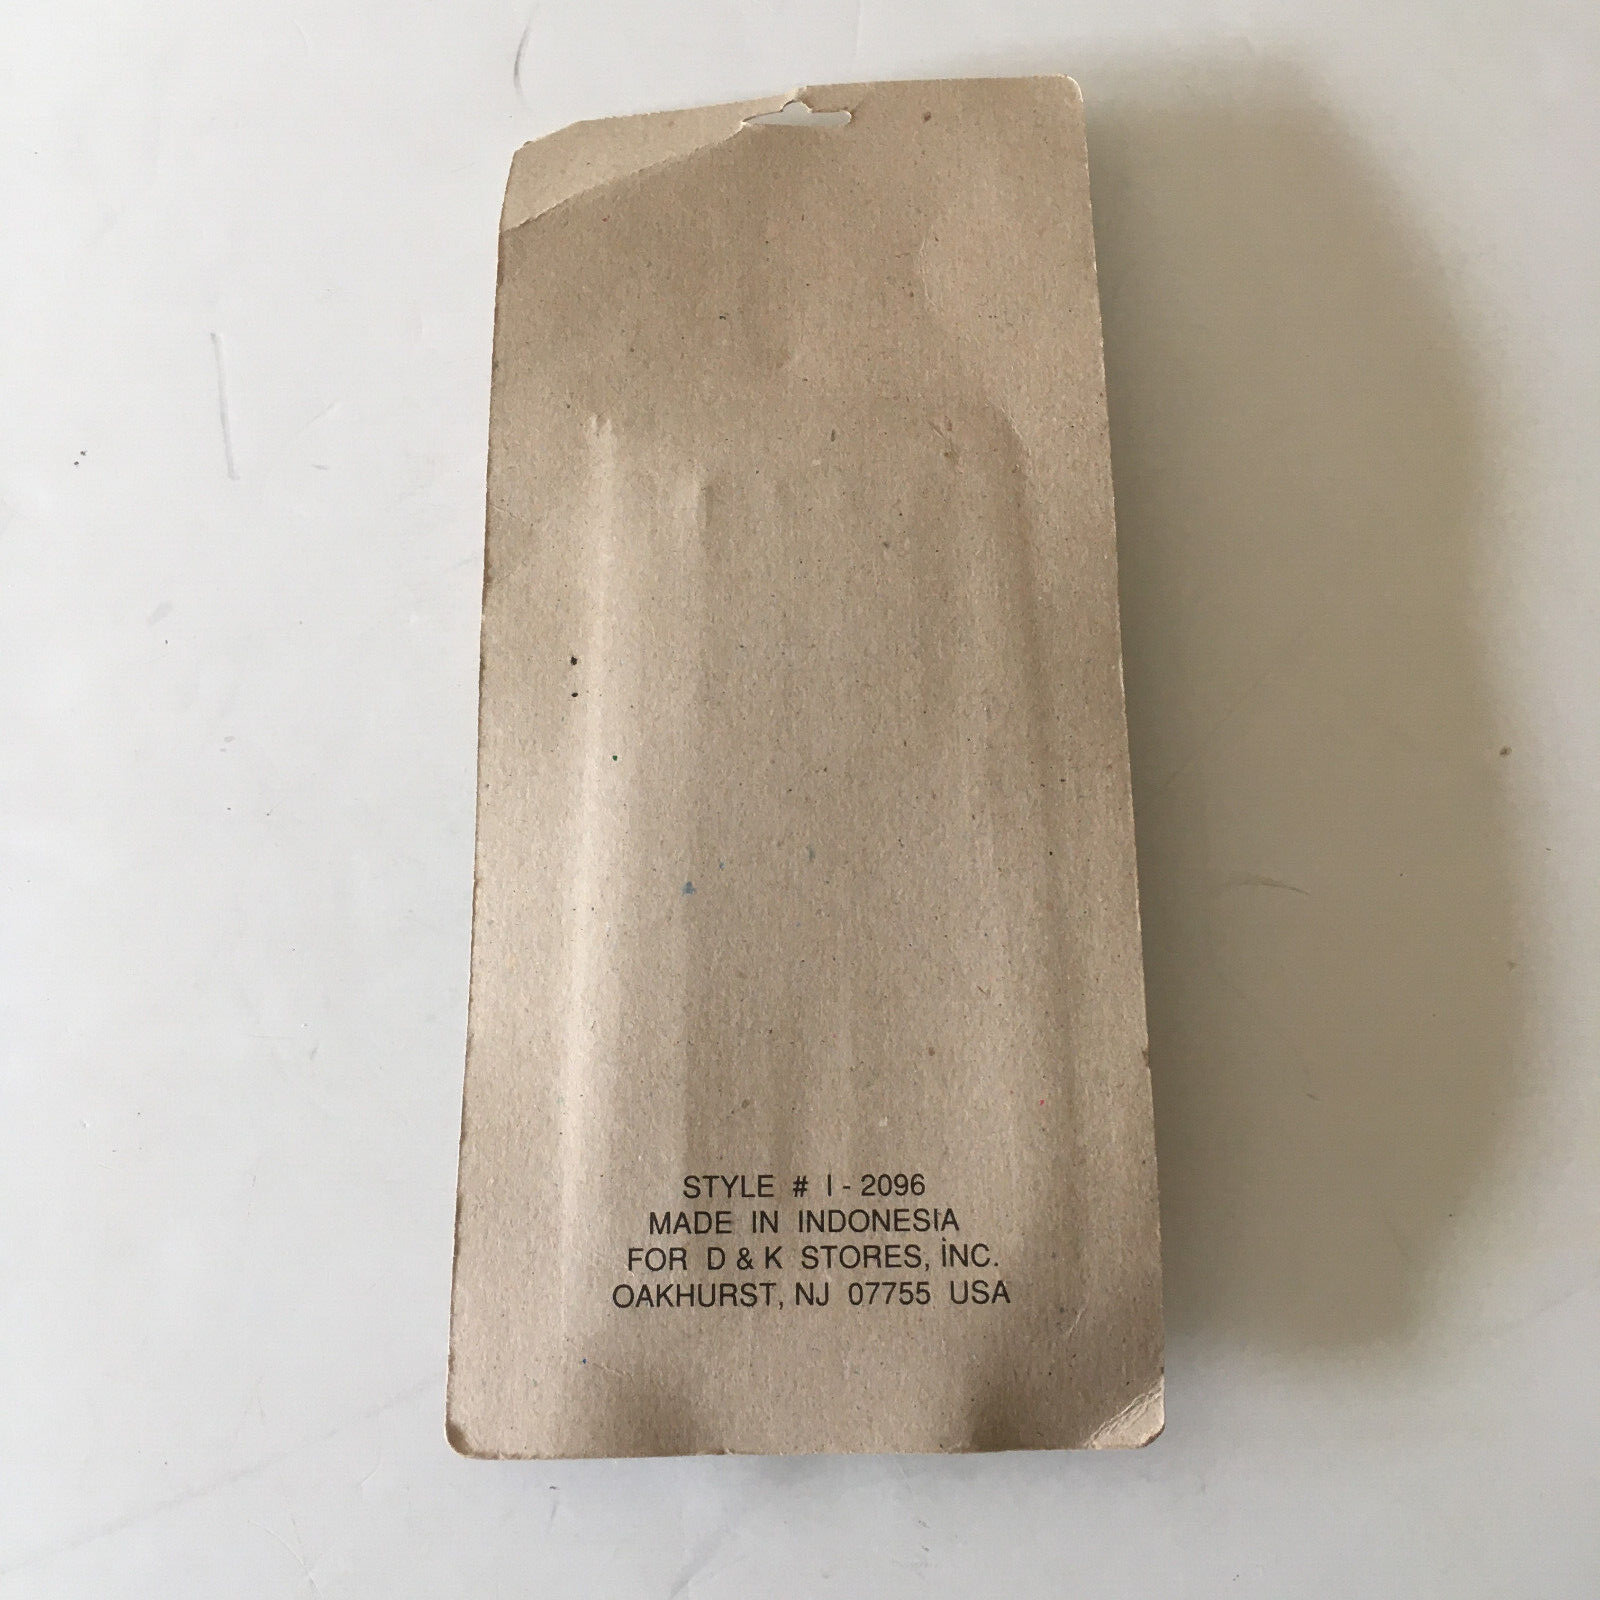 STYLE # I - 2096
MADE IN INDONESIA
FOR D & K STORES, INC.
OAKHURST, NJ 07755 USA